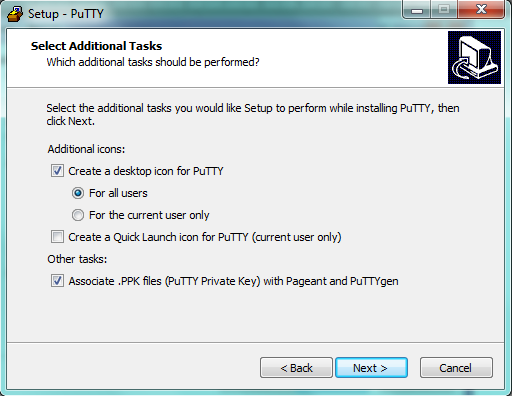 Setup - PuTTY
Select Additional Tasks
Which additional tasks should be performed?
Select the additional tasks you would like Setup to perform while installing PuTTY, then
click Next.
Additional icons:
Create a desktop icon for PuTTY
For all users
For the current user only
Create a Quick Launch icon for PuTTY (current user only)
Other tasks:
Associate .PPK files (PuTTY Private Key) with Pageant and PuTTYgen
< Back
Next >
Cancel